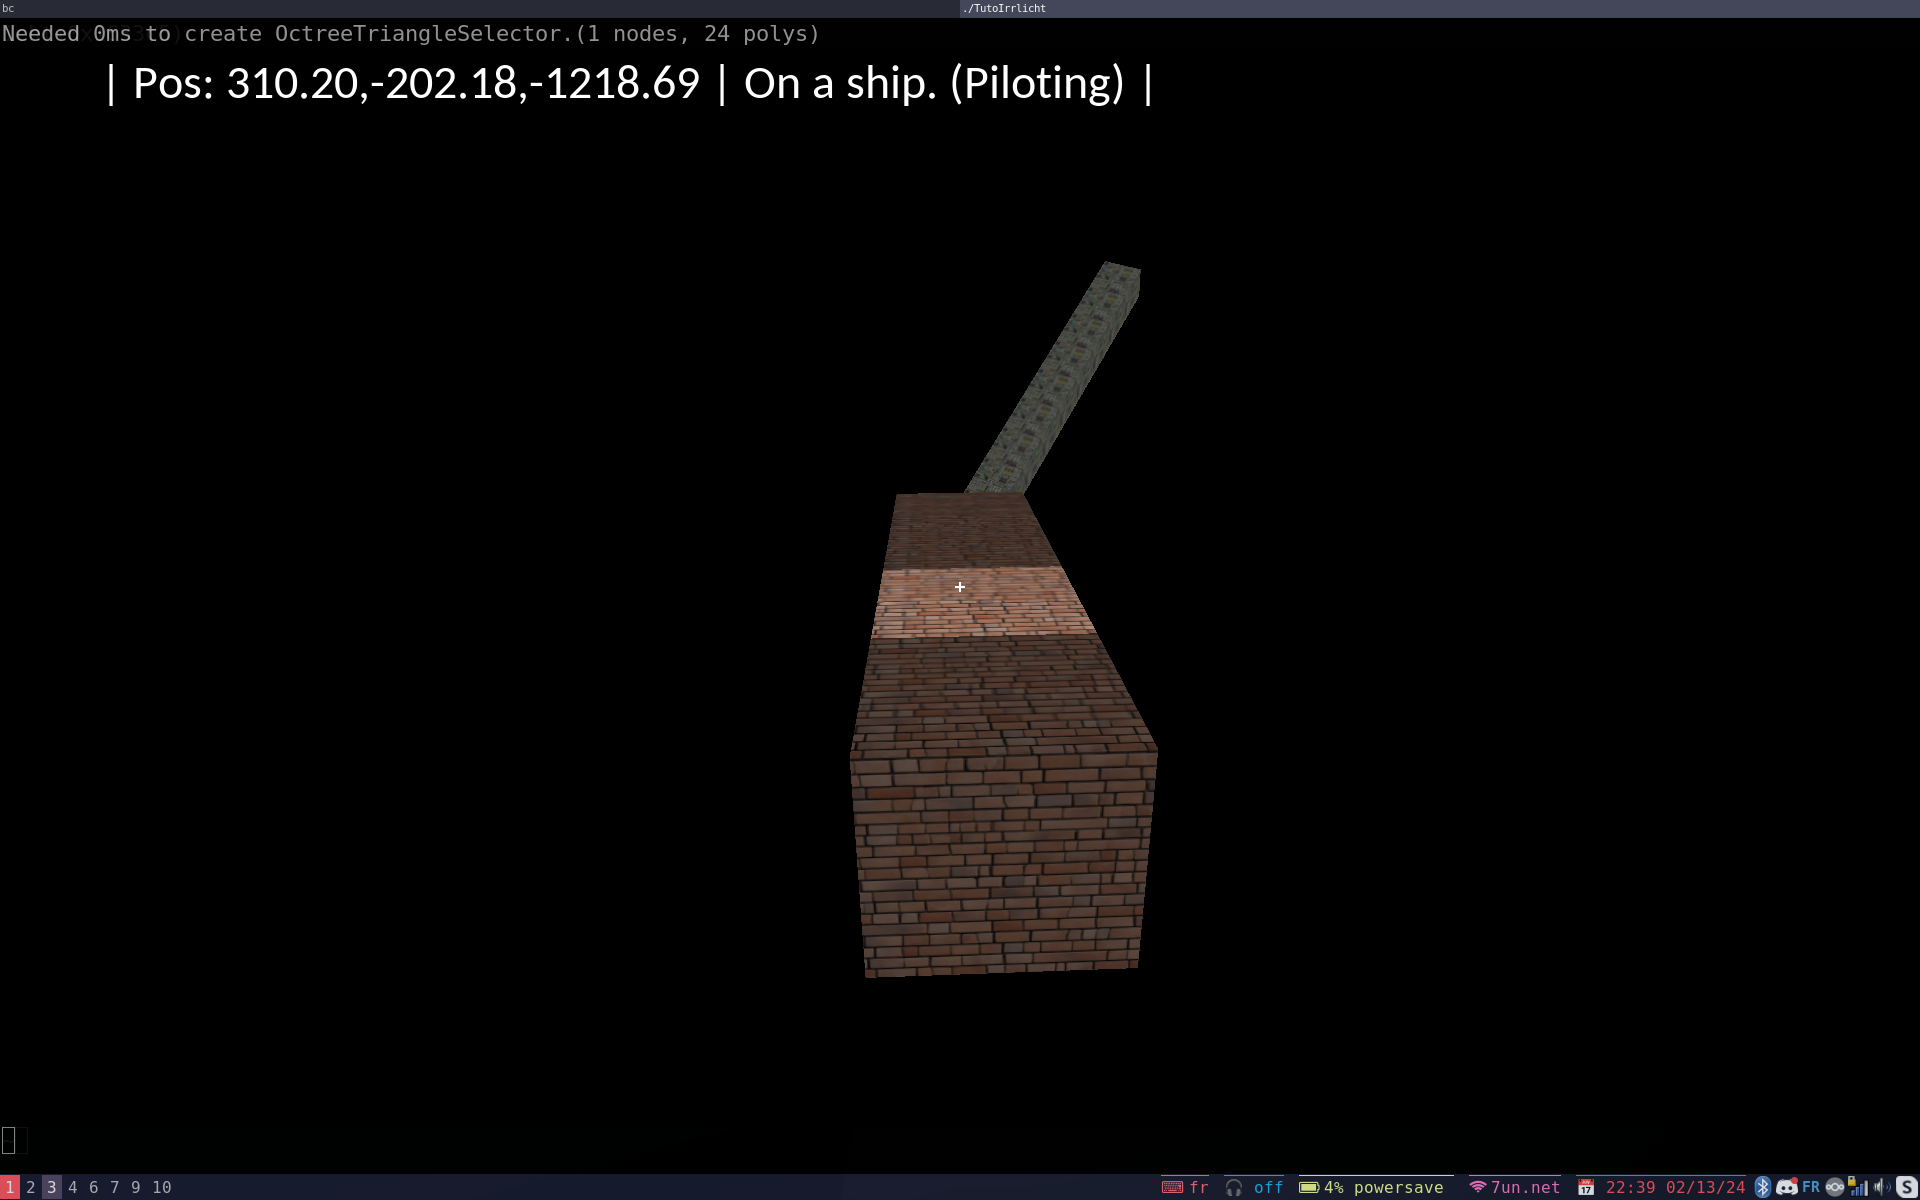 bc
./TutoIrrlicht
Needed 0ms to create OctreeTriangleSelector.(1 nodes, 24 polys)
| Pos: 310.20,-202.18,-1218.69 | On a ship. (Piloting) |
1 2 3 4 5 6 7 9 10 fr off 4% powersave 7un.net 22:39 02/13/24 FR S